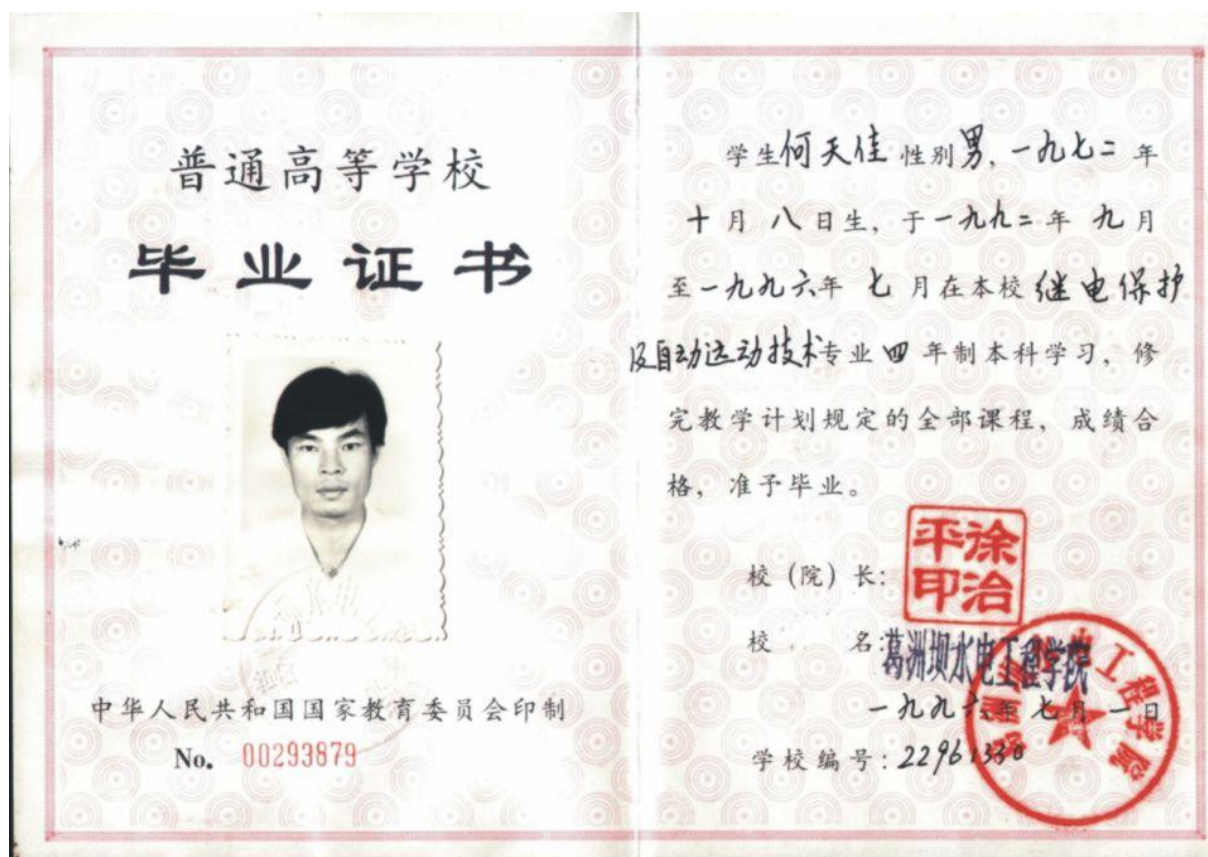 普通高等学校
毕业证书
中华人民共和国国家教育委员会印制
No. 00293879
学生何天佳 性别男，一九七二年
十月八日生，于一九九二年九月
至一九九六年七月在本校继电保护
及自动远动技术专业四年制本科学习，修
完教学计划规定的全部课程，成绩合
格，准予毕业。
校（院）长：
徐治平印
校 名：葛洲坝水电工程学院
一九九六年七月一日
学校编号：22961330